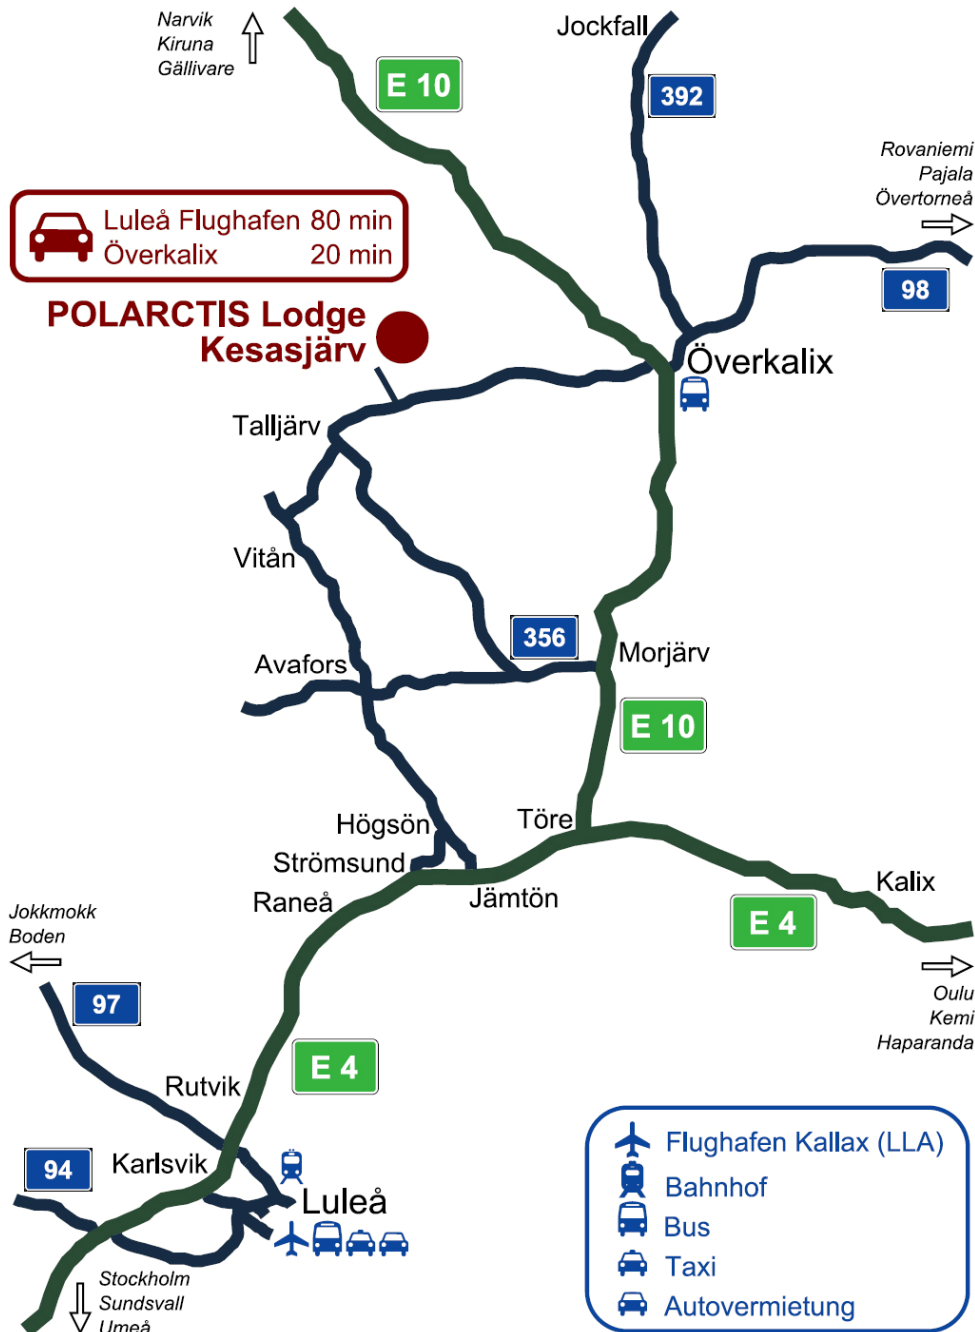 Narvik
Kiruna
Gällivare
E 10
Jockfall
392
Rovaniemi
Pajala
Övertorneå
98
Luleå Flughafen 80 min
Överkalix 20 min
POLARCTIS Lodge
Kesasjärv
Överkalix
Talljärv
Vitån
356
Avafors
Morjärv
E 10
Högsön
Töre
Strömsund
Raneå
Jämtön
Kalix
E 4
Jokkmokk
Boden
97
Oulu
Kemi
Haparanda
E 4
Rutvik
94
Karlsvik
Luleå
Stockholm
Sundsvall
Umeå
Flughafen Kallax (LLA)
Bahnhof
Bus
Taxi
Autovermietung